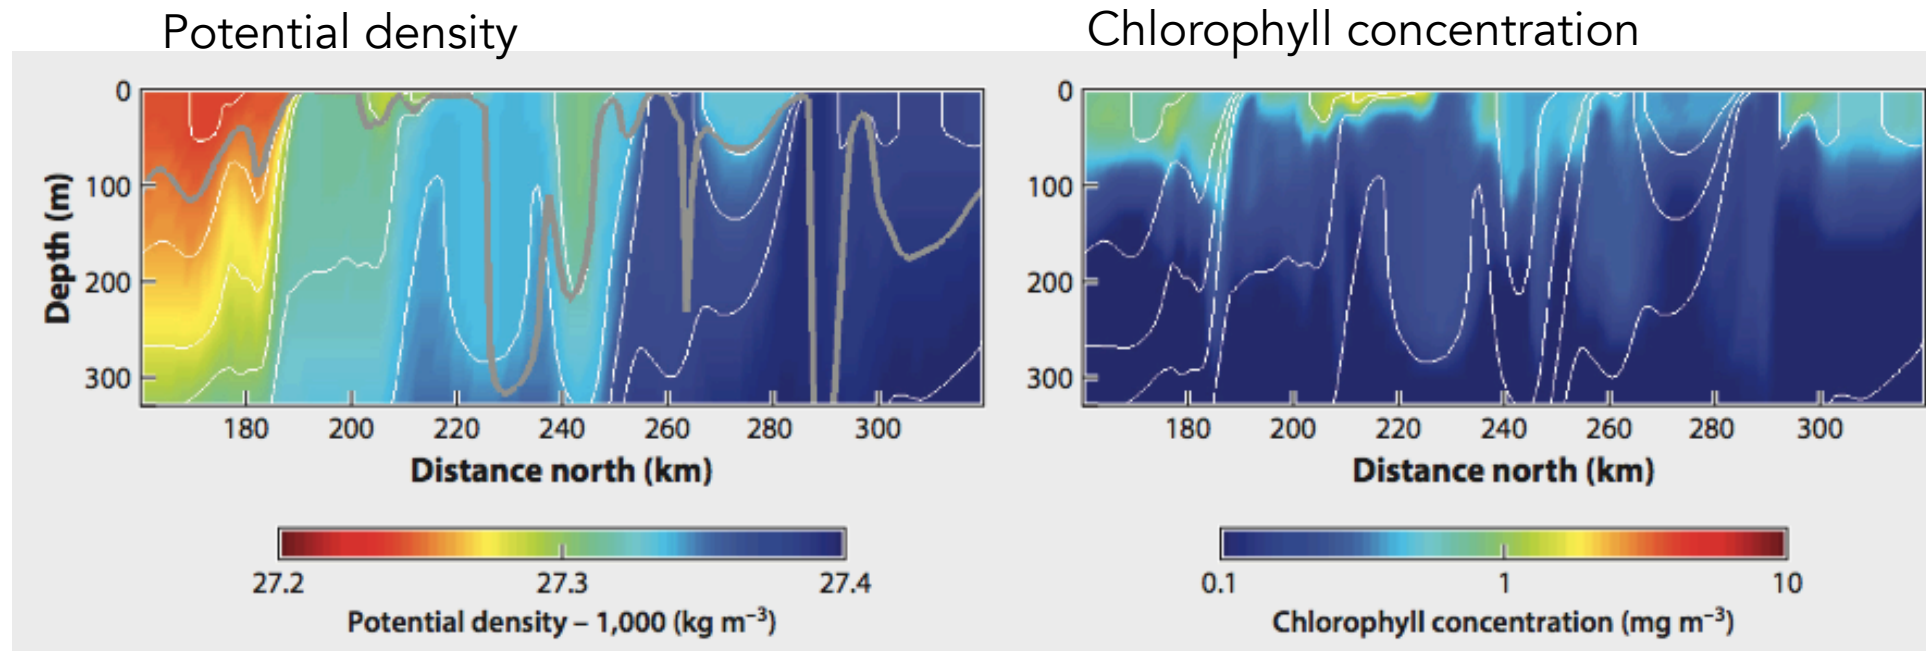 Potential density
0
100
200
300
Depth (m)
180 200 220 240 260 280 300
Distance north (km)
27.2 27.3 27.4
Potential density – 1,000 (kg m⁻³)
Chlorophyll concentration
0
100
200
300
180 200 220 240 260 280 300
Distance north (km)
0.1 1 10
Chlorophyll concentration (mg m⁻³)